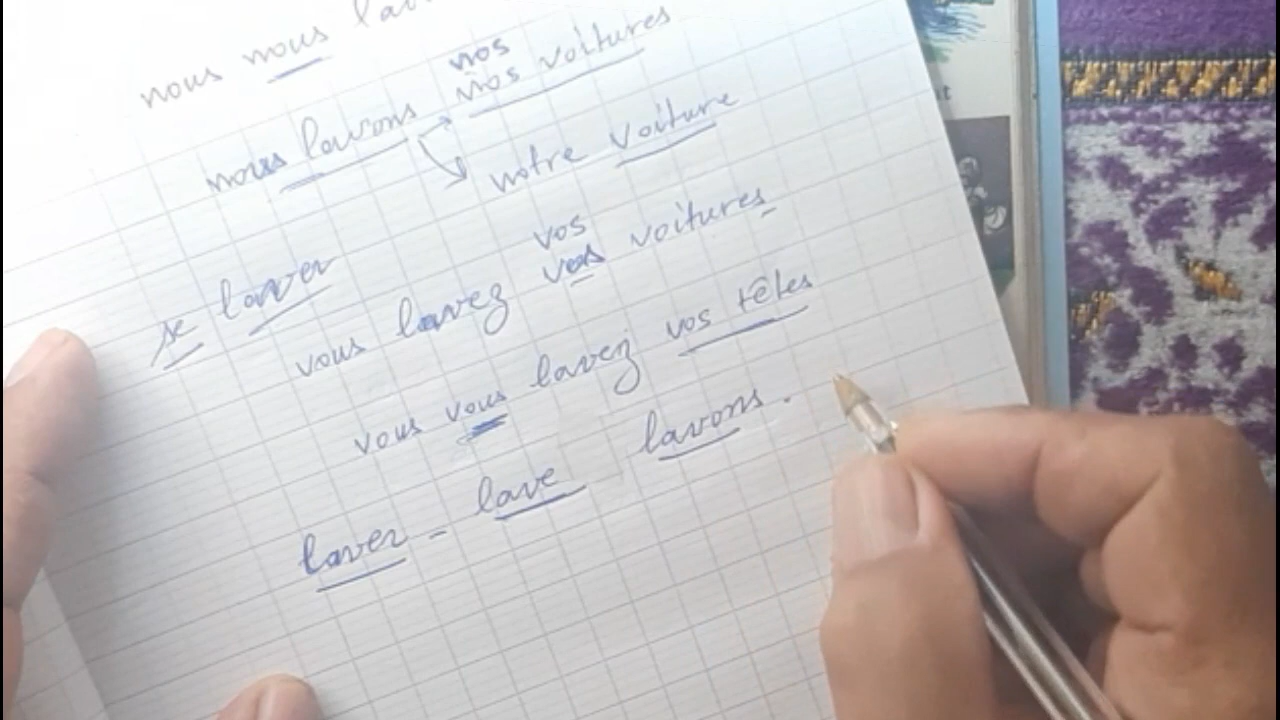 nous nous
nos
nous lavons nos voitures
notre voiture
se laver
vos
vous lavez vos voitures
vous vous lavez vos têtes
laver - lave lavons.